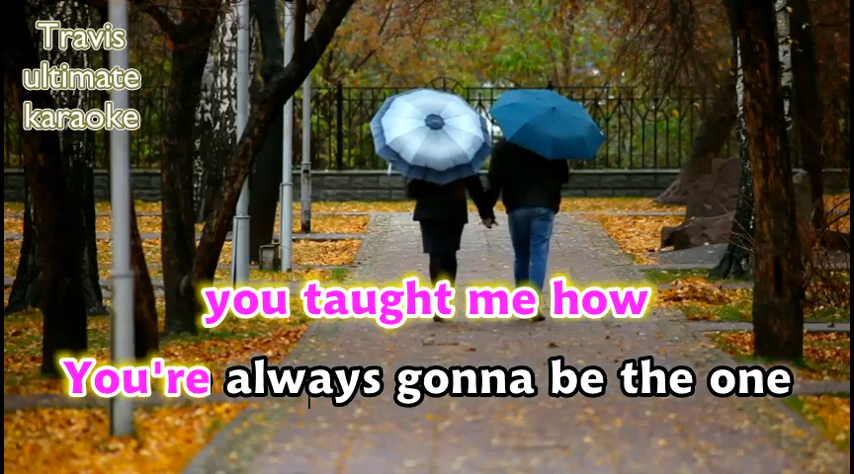 Travis
ultimate
karaoke
you taught me how
You're always gonna be the one